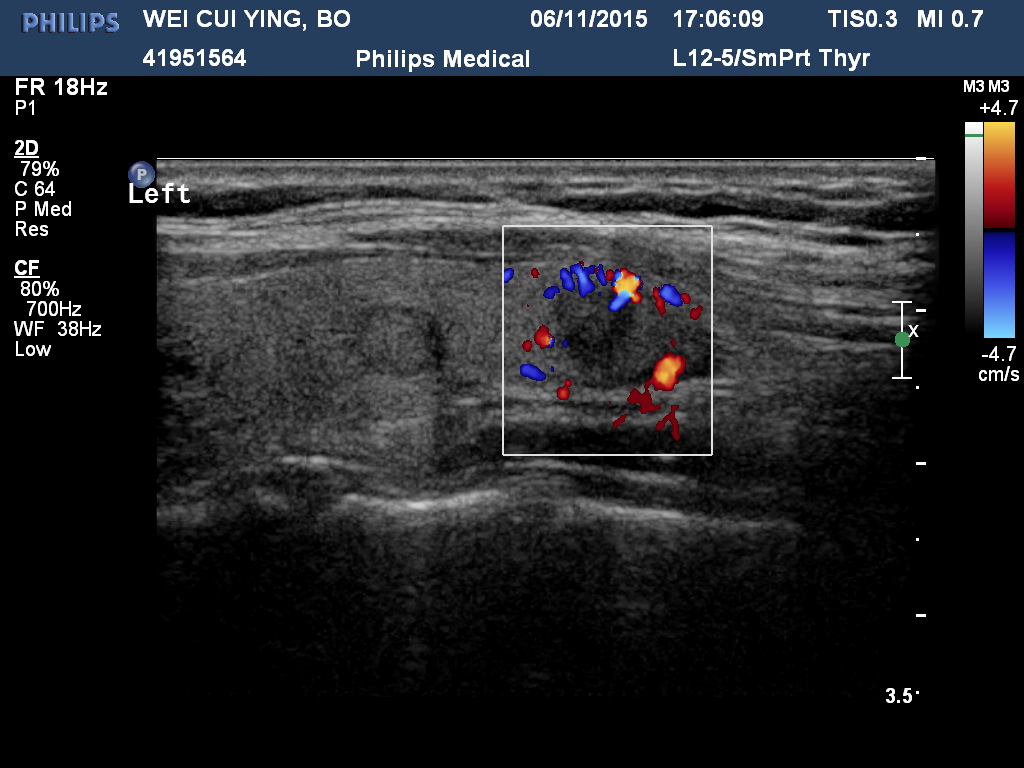 PHILIPS
WEI CUI YING, BO 06/11/2015 17:06:09 TIS0.3 MI 0.7
41951564 Philips Medical L12-5/SmPrt Thyr
FR 18Hz
P1
2D
79%
C 64
P Med
Res
CF
80%
700Hz
WF 38Hz
Low
P
Left
M3 M3
+4.7
x
-4.7
cm/s
3.5